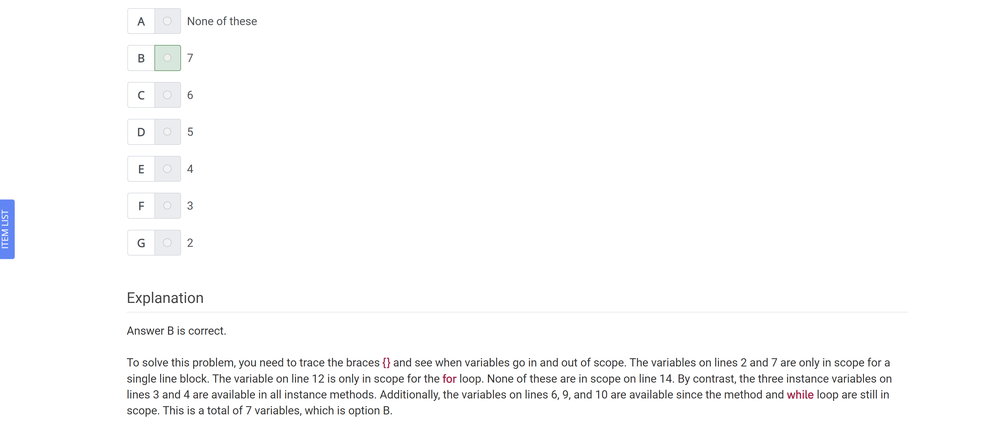 A None of these
B 7
C 6
D 5
E 4
F 3
G 2
ITEM LIST
Explanation
Answer B is correct.
To solve this problem, you need to trace the braces {} and see when variables go in and out of scope. The variables on lines 2 and 7 are only in scope for a
single line block. The variable on line 12 is only in scope for the for loop. None of these are in scope on line 14. By contrast, the three instance variables on
lines 3 and 4 are available in all instance methods. Additionally, the variables on lines 6, 9, and 10 are available since the method and while loop are still in
scope. This is a total of 7 variables, which is option B.